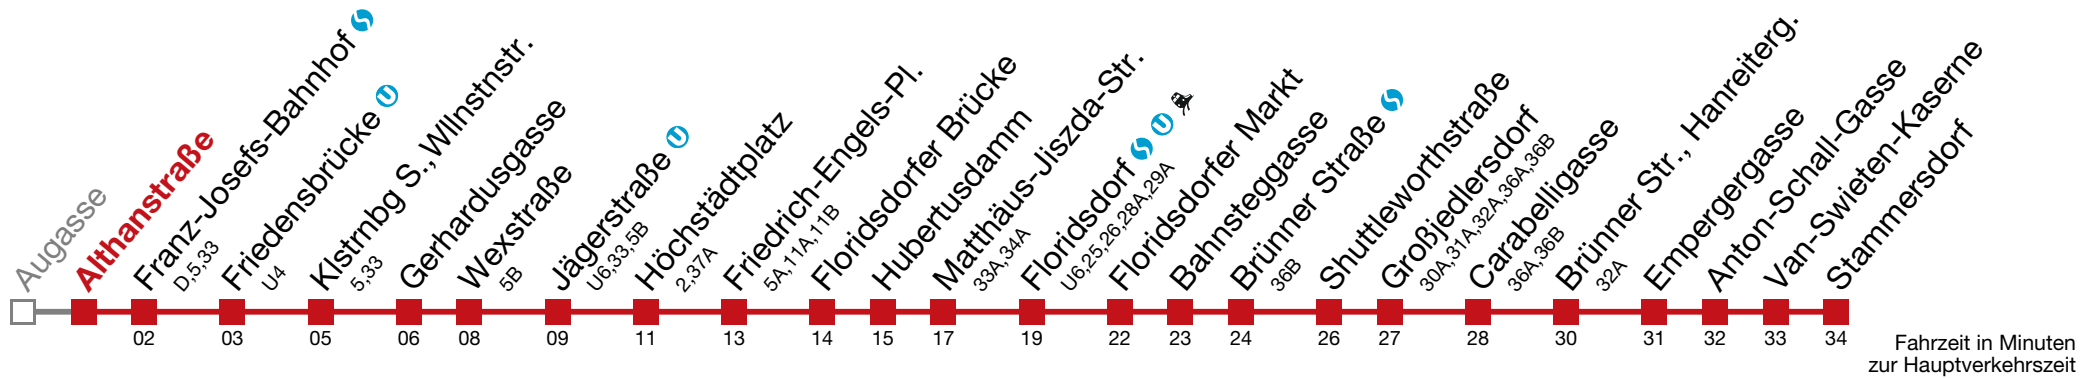 Augasse
Althanstraße
Franz-Josefs-Bahnhof
D,5,33
Friedensbrücke
U4
Klstrnbg S., Wllnstnstr.
5,33
Gerhardusgasse
Wexstraße
5B
Jägerstraße
U6,33,5B
Höchstädtplatz
2,37A
Friedrich-Engels-Pl.
5A,11A,11B
Floridsdorfer Brücke
Hubertusdamm
Matthäus-Jiszda-Str.
33A,34A
Floridsdorf
U6,25,26,28A,29A
Floridsdorfer Markt
Bahnsteggasse
Brünner Straße
36B
Shuttleworthstraße
Großjedlersdorf
30A,31A,32A,36A,36B
Carabelligasse
36A,36B
Brünner Str., Hanreiterg.
32A
Empergergasse
Anton-Schall-Gasse
Van-Swieten-Kaserne
Stammersdorf
02 03 05 06 08 09 11 13 14 15 17 19 22 23 24 26 27 28 30 31 32 33 34
Fahrzeit in Minuten
zur Hauptverkehrszeit